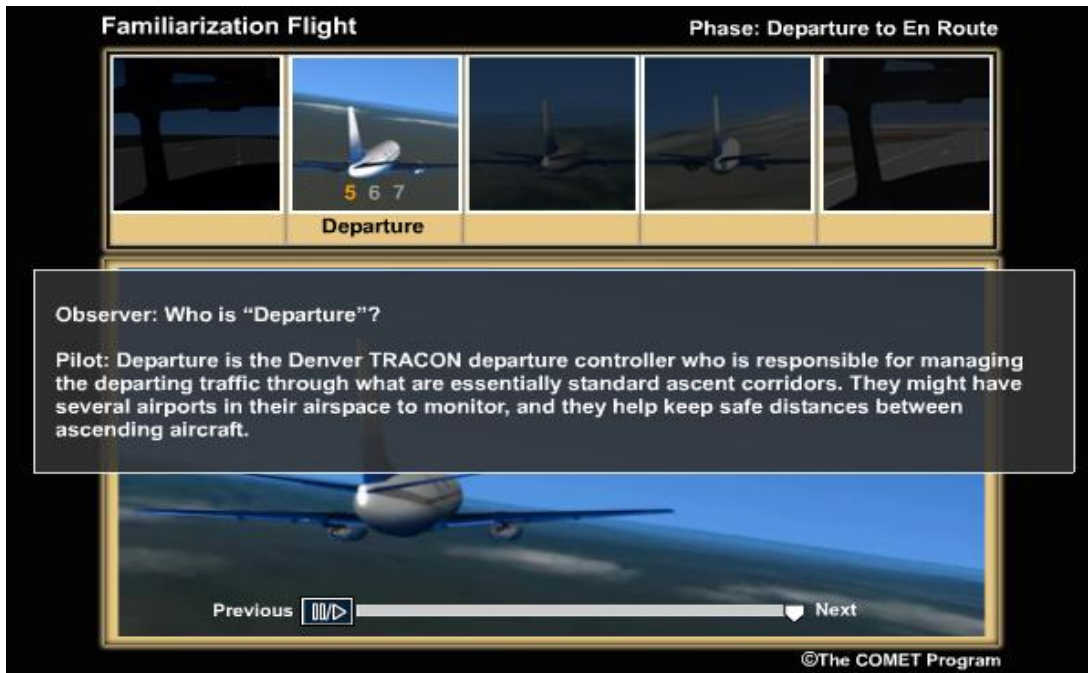 Familiarization Flight
Phase: Departure to En Route
5 6 7
Departure
Observer: Who is “Departure”?
Pilot: Departure is the Denver TRACON departure controller who is responsible for managing
the departing traffic through what are essentially standard ascent corridors. They might have
several airports in their airspace to monitor, and they help keep safe distances between
ascending aircraft.
Previous
Next
©The COMET Program